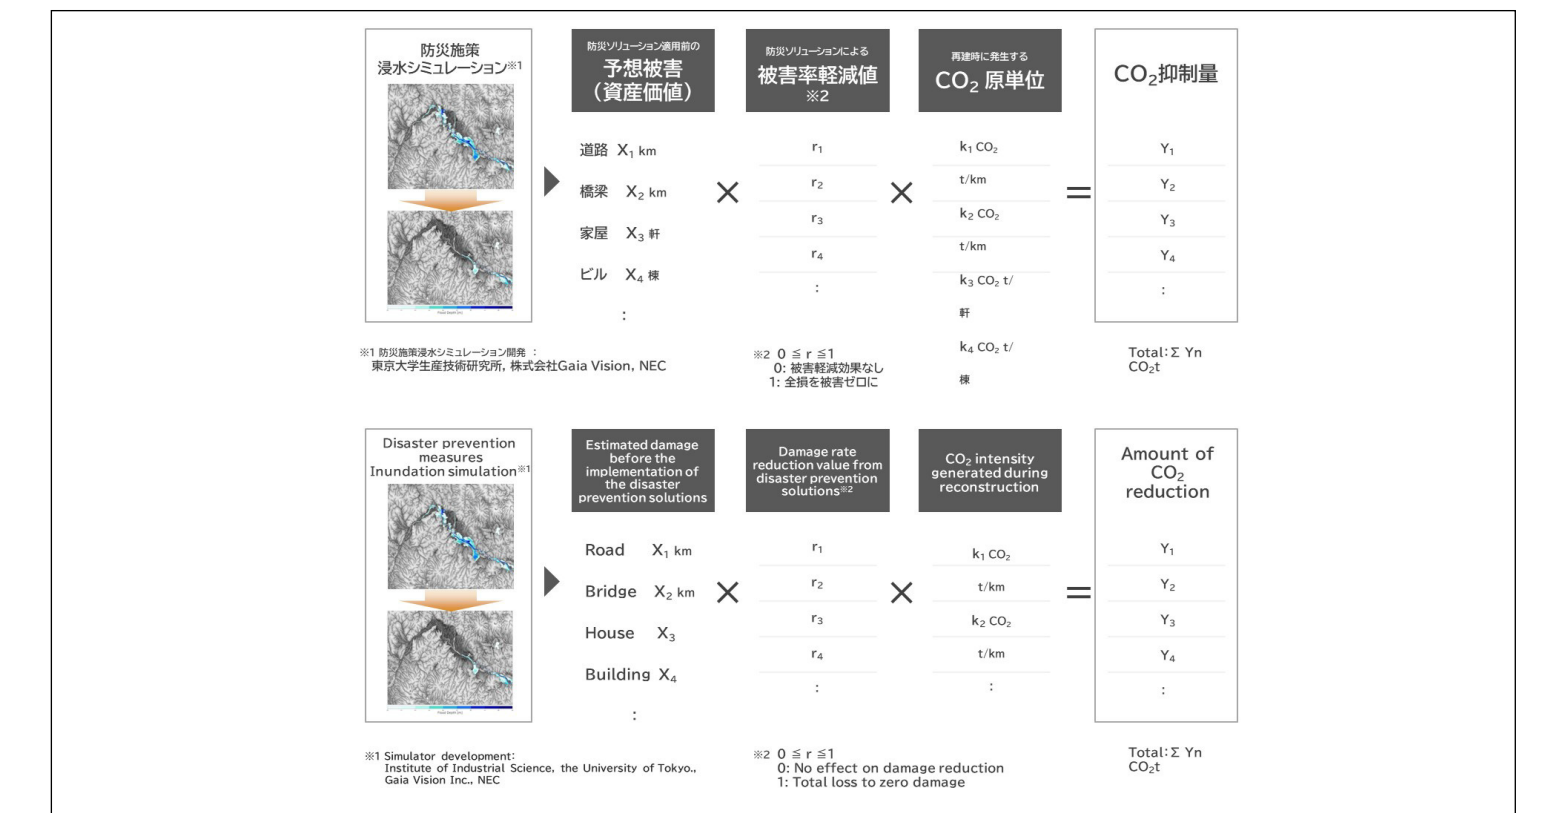 防災施策
浸水シミュレーション※1
防災ソリューション適用前の
予想被害
（資産価値）
防災ソリューションによる
被害率軽減値
※2
再建時に発生する
CO₂ 原単位
CO₂抑制量
道路 X₁ km
橋梁 X₂ km
家屋 X₃ 軒
ビル X₄ 棟
:
×
r₁
r₂
r₃
r₄
:
×
k₁ CO₂
t/km
k₂ CO₂
t/km
k₃ CO₂ t/
軒
k₄ CO₂ t/
棟
=
Y₁
Y₂
Y₃
Y₄
:
※1 防災施策浸水シミュレーション開発 ：
東京大学生産技術研究所, 株式会社Gaia Vision, NEC
※2 0 ≦ r ≦1
0: 被害軽減効果なし
1: 全損を被害ゼロに
Total:Σ Yn
CO₂t
Disaster prevention
measures
Inundation simulation※1
Estimated damage
before the
implementation of
the disaster
prevention solutions
Damage rate
reduction value from
disaster prevention
solutions※2
CO₂ intensity
generated during
reconstruction
Amount of
CO₂
reduction
Road X₁ km
Bridge X₂ km
House X₃
Building X₄
:
×
r₁
r₂
r₃
r₄
:
×
k₁ CO₂
t/km
k₂ CO₂
t/km
:
=
Y₁
Y₂
Y₃
Y₄
:
※1 Simulator development:
Institute of Industrial Science, the University of Tokyo.,
Gaia Vision Inc., NEC
※2 0 ≦ r ≦1
0: No effect on damage reduction
1: Total loss to zero damage
Total:Σ Yn
CO₂t